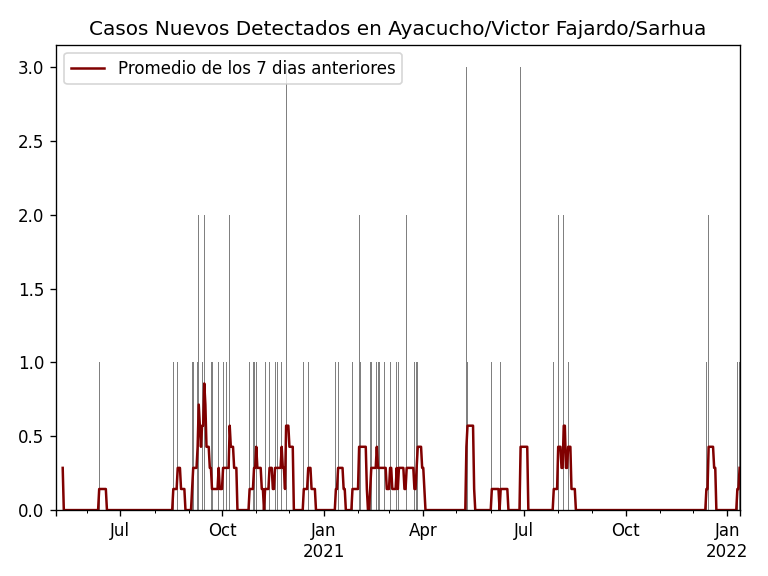 Casos Nuevos Detectados en Ayacucho/Victor Fajardo/Sarhua
Promedio de los 7 dias anteriores
3.0
2.5
2.0
1.5
1.0
0.5
0.0
Jul
Oct
Jan
2021
Apr
Jul
Oct
Jan
2022